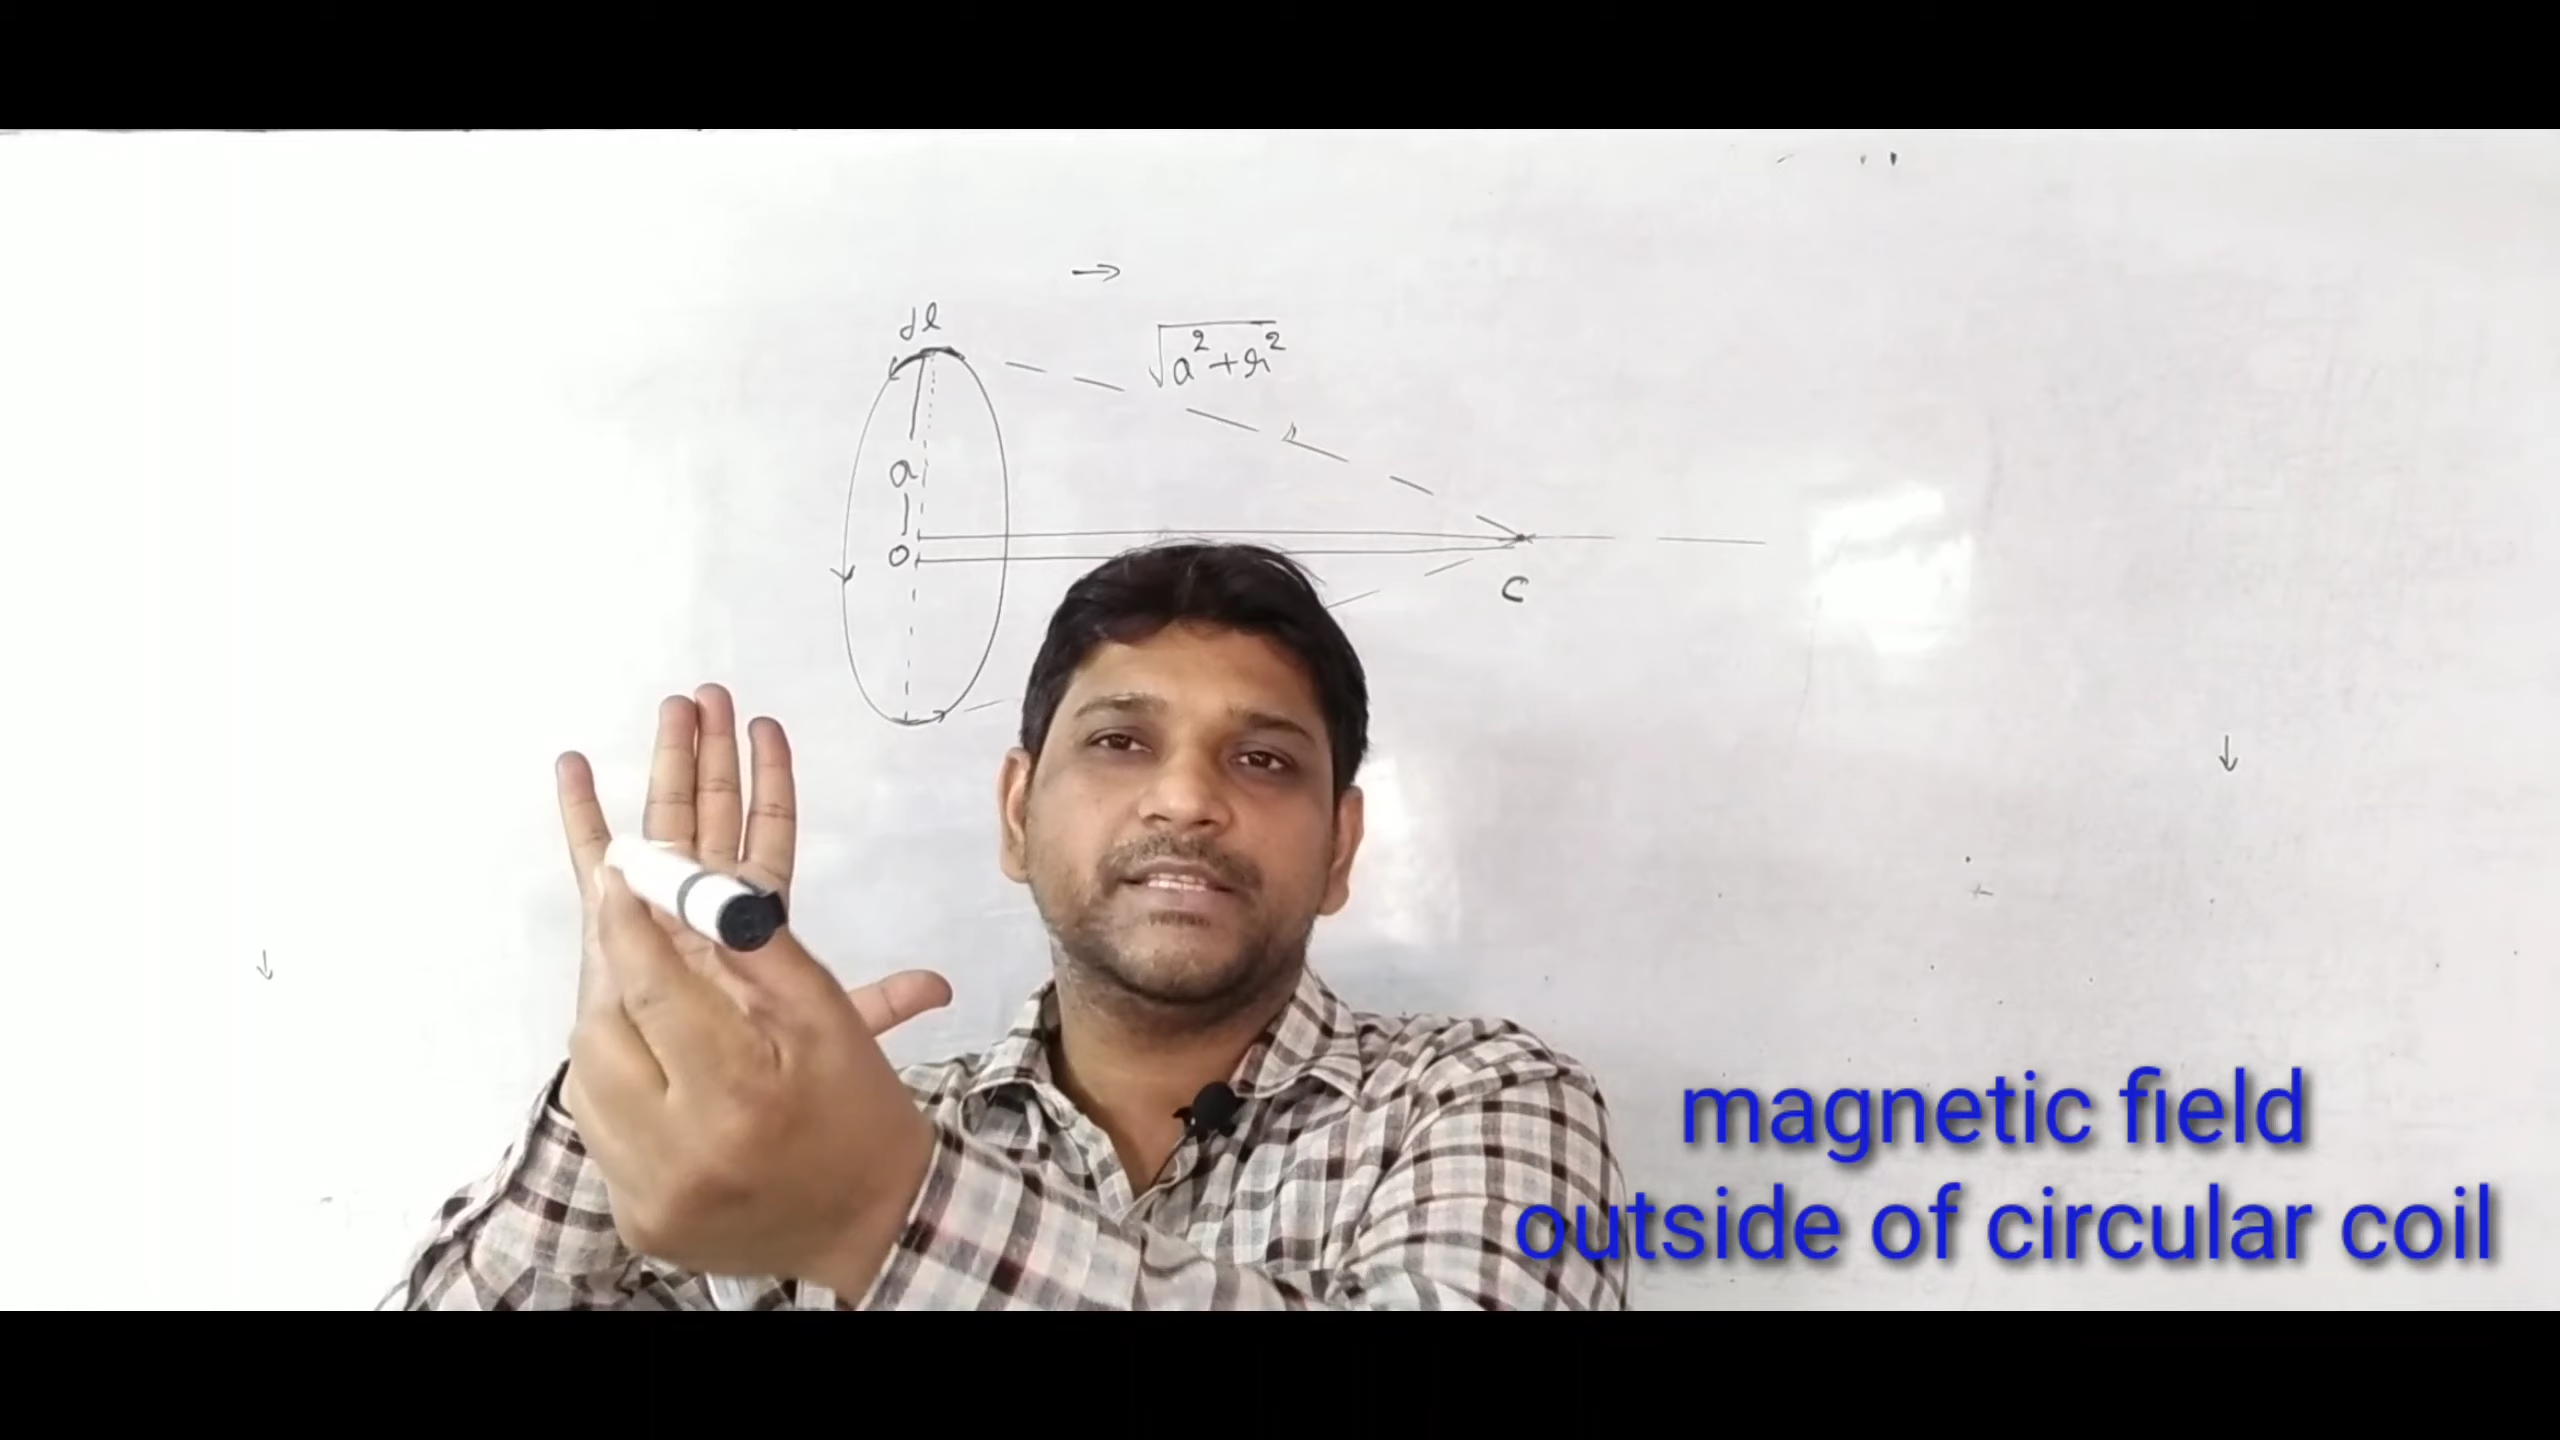 dl
√a²+r²
a
O
C
magnetic field
outside of circular coil